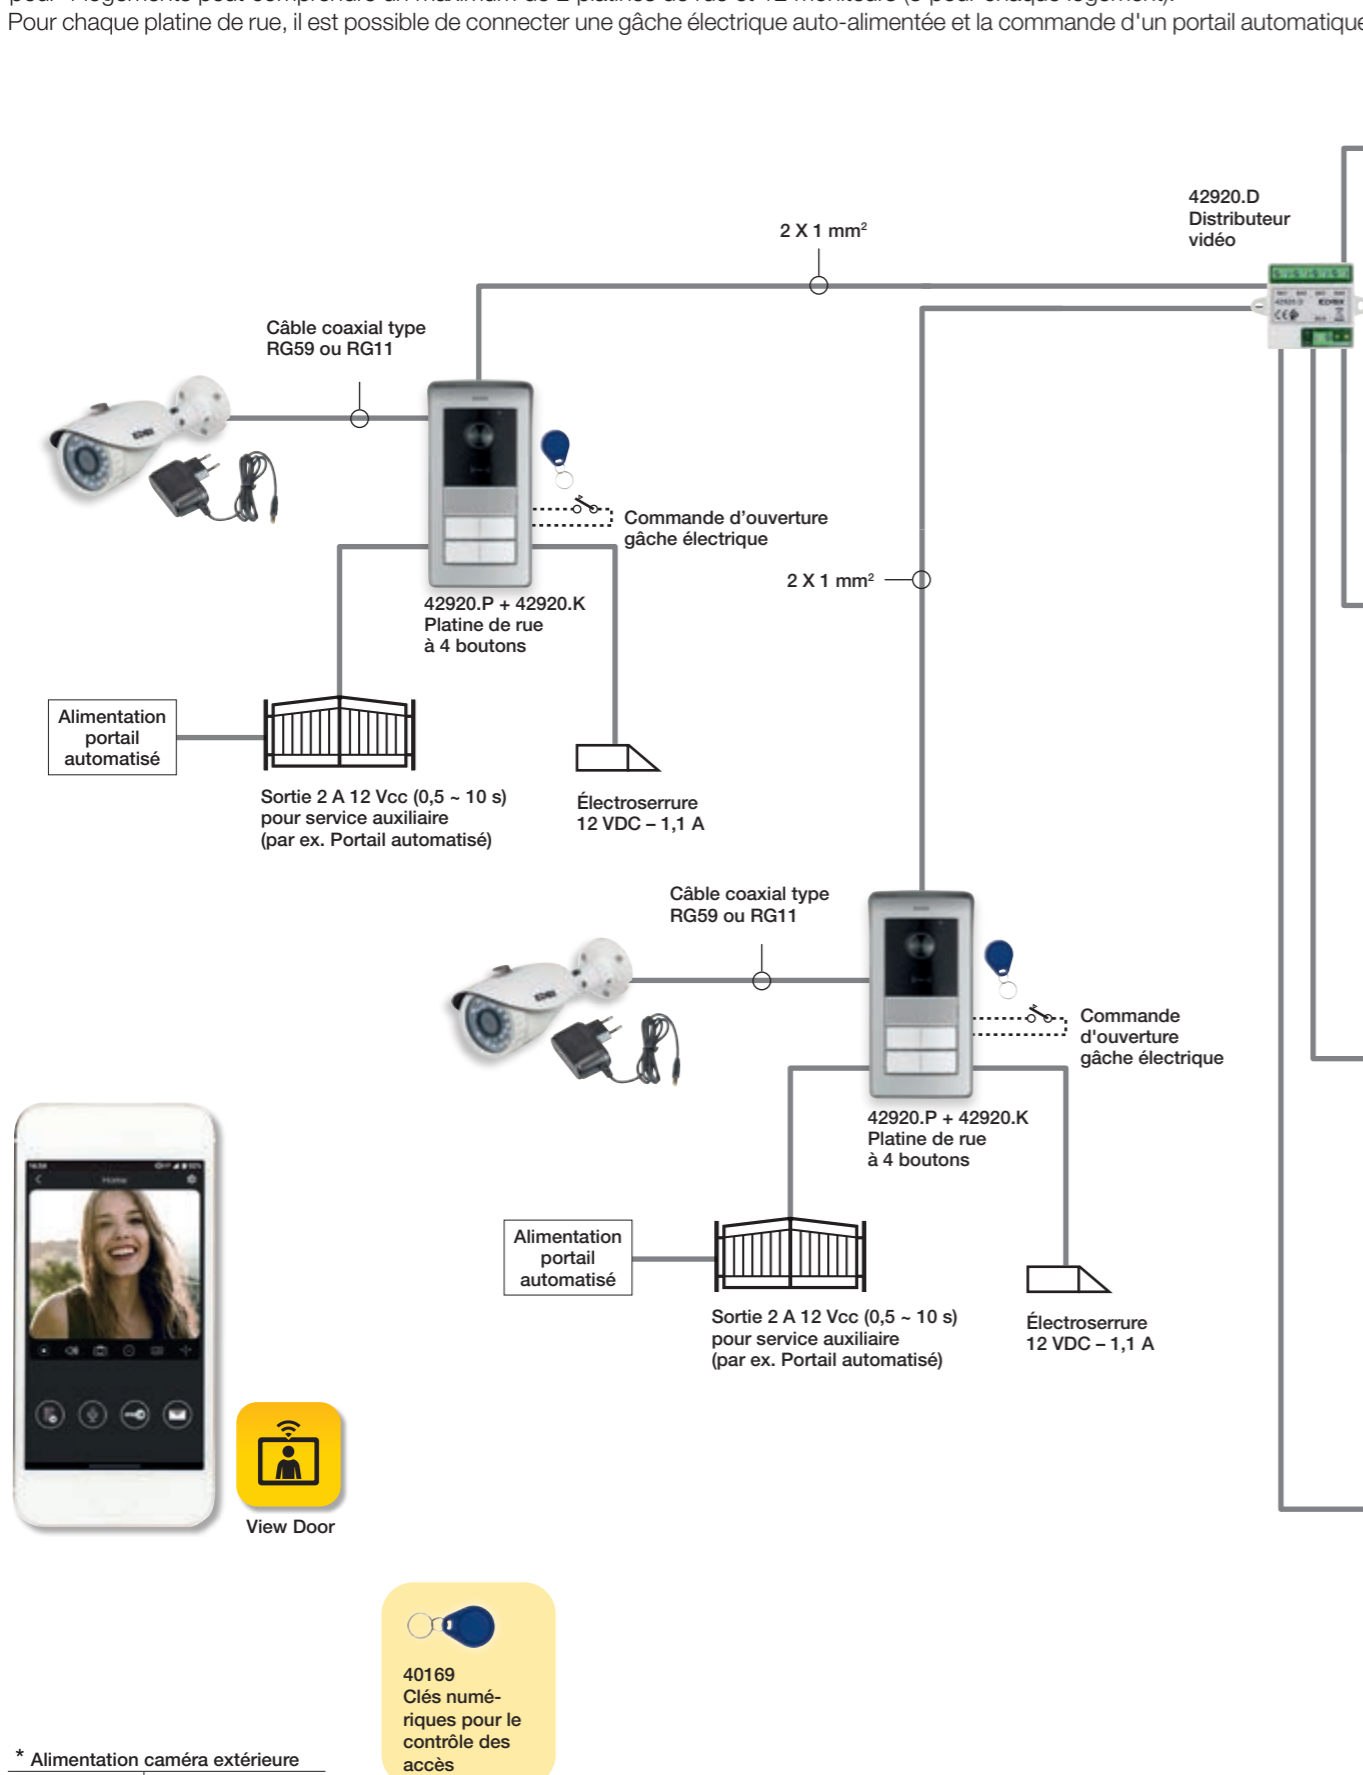 Pour chaque platine de rue, il est possible de connecter une gâche électrique auto-alimentée et la commande d'un portail automatique
42920.D
Distributeur
vidéo
2 X 1 mm²
Câble coaxial type
RG59 ou RG11
Commande d'ouverture
gâche électrique
2 X 1 mm²
42920.P + 42920.K
Platine de rue
à 4 boutons
Alimentation
portail
automatisé
Sortie 2 A 12 Vcc (0,5 ~ 10 s)
pour service auxiliaire
(par ex. Portail automatisé)
Électroserrure
12 VDC – 1,1 A
Câble coaxial type
RG59 ou RG11
Commande
d'ouverture
gâche électrique
42920.P + 42920.K
Platine de rue
à 4 boutons
Home
Alimentation
portail
automatisé
Sortie 2 A 12 Vcc (0,5 ~ 10 s)
pour service auxiliaire
(par ex. Portail automatisé)
Électroserrure
12 VDC – 1,1 A
View Door
40169
Clés numé-
riques pour le
contrôle des
accès
* Alimentation caméra extérieure